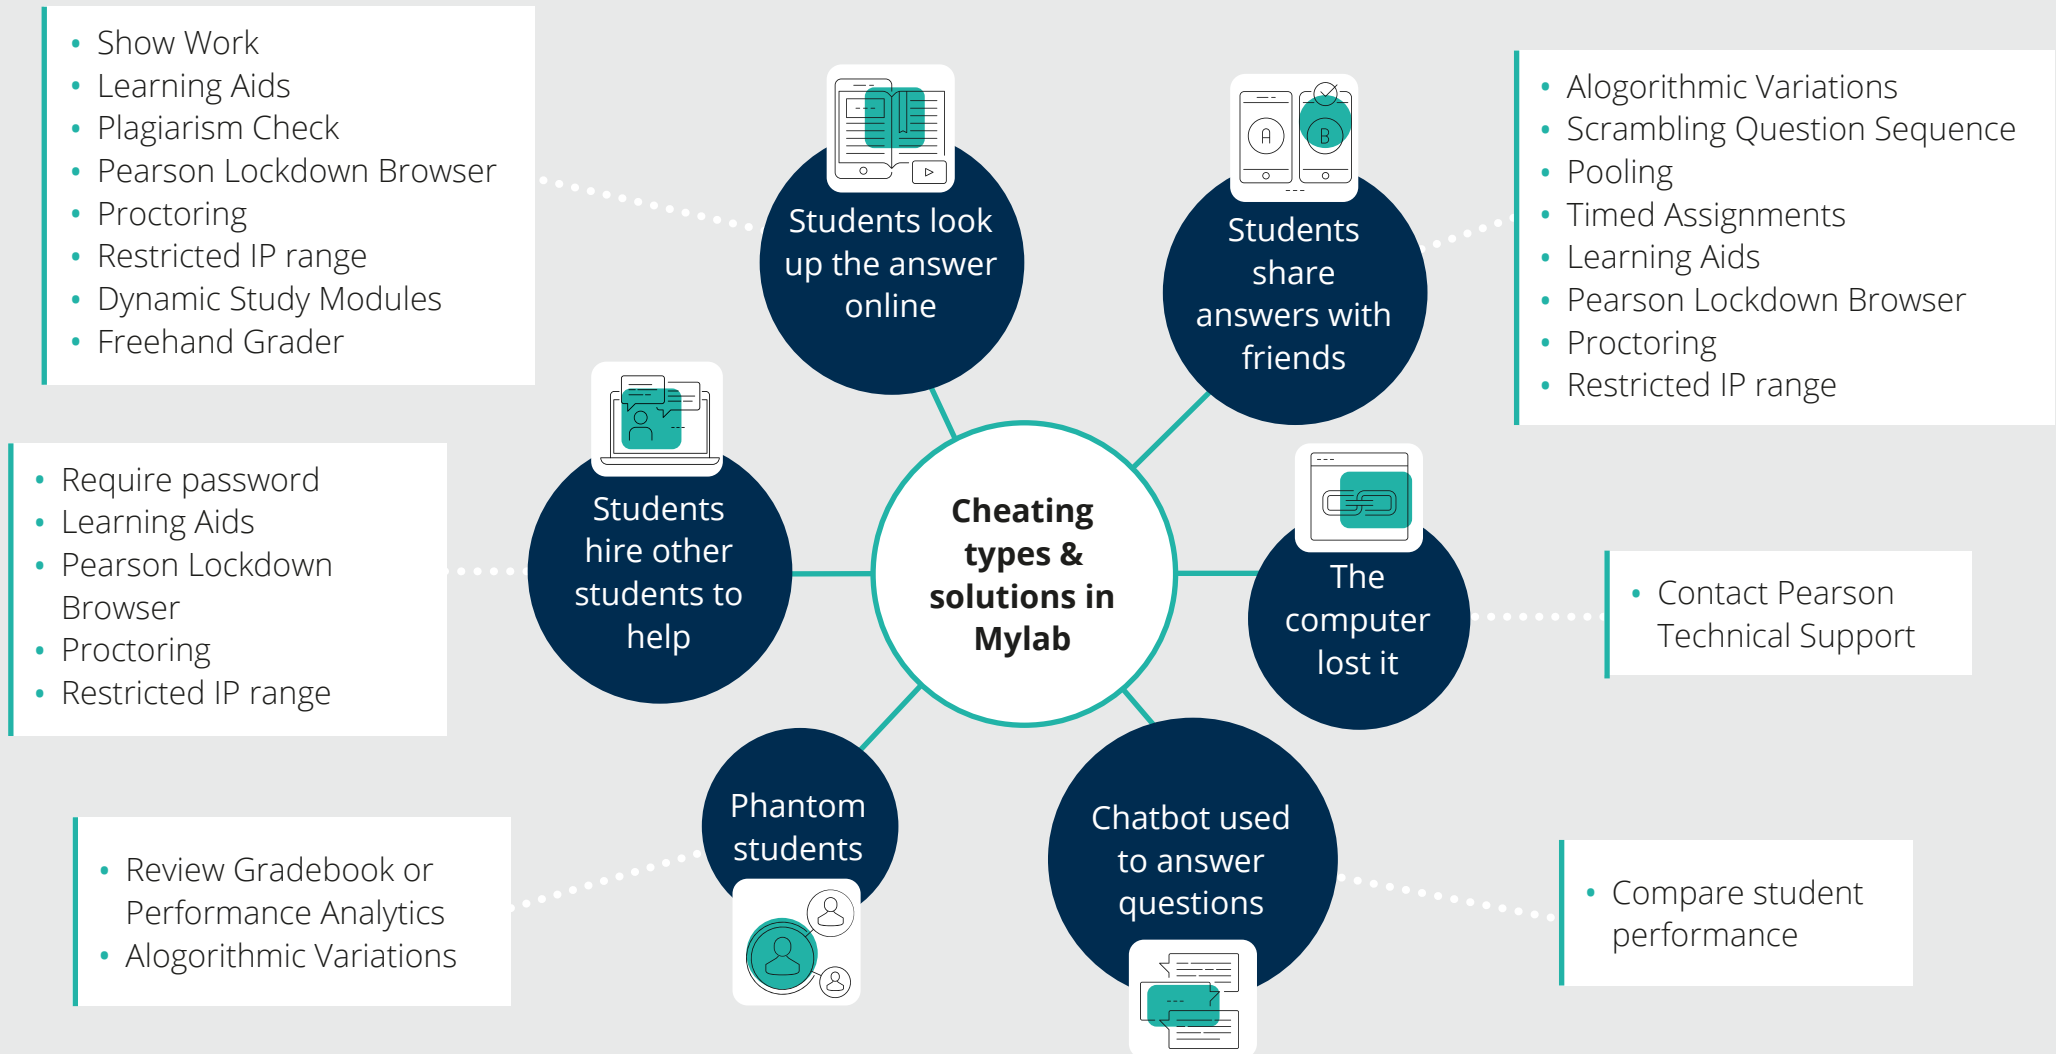 Show Work
Learning Aids
Plagiarism Check
Pearson Lockdown Browser
Proctoring
Restricted IP range
Dynamic Study Modules
Freehand Grader
Students look
up the answer
online
A
B
Students
share
answers with
friends
Alogorithmic Variations
Scrambling Question Sequence
Pooling
Timed Assignments
Learning Aids
Pearson Lockdown Browser
Proctoring
Restricted IP range
Require password
Learning Aids
Pearson Lockdown
Browser
Proctoring
Restricted IP range
Students
hire other
students to
help
Cheating
types &
solutions in
Mylab
The
computer
lost it
Contact Pearson
Technical Support
Review Gradebook or
Performance Analytics
Alogorithmic Variations
Phantom
students
Chatbot used
to answer
questions
Compare student
performance